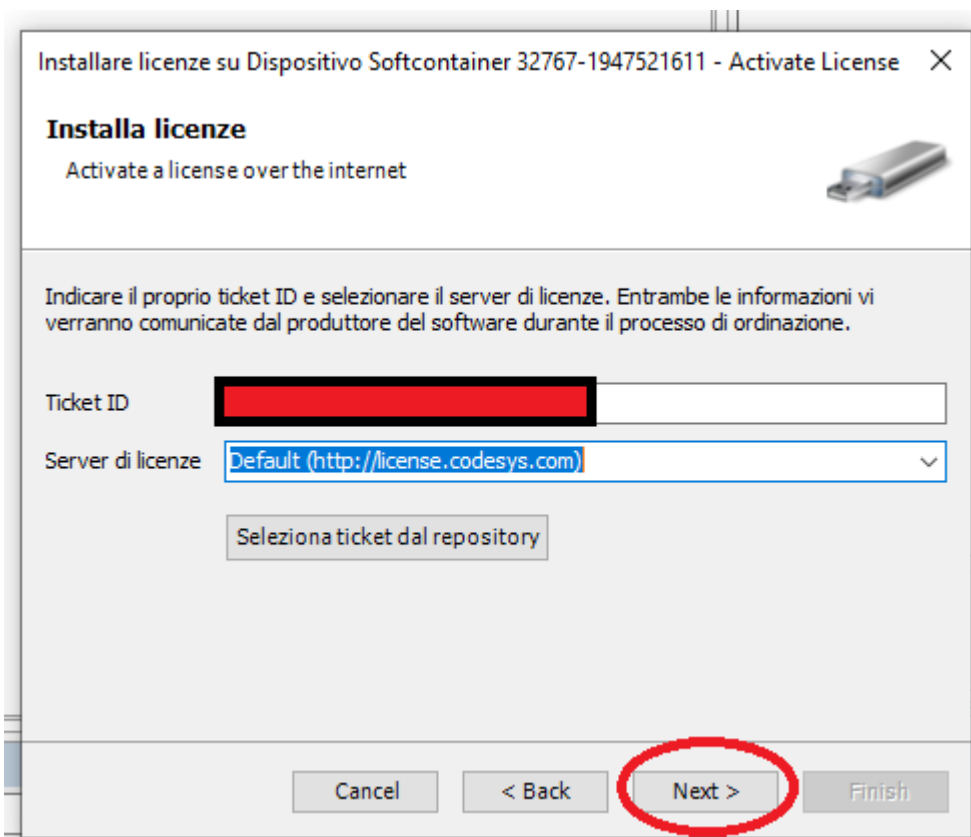 Installare licenze su Dispositivo Softcontainer 32767-1947521611 - Activate License
Installa licenze
Activate a license over the internet
Indicare il proprio ticket ID e selezionare il server di licenze. Entrambe le informazioni vi
verranno comunicate dal produttore del software durante il processo di ordinazione.
Ticket ID
Server di licenze Default (http://license.codesys.com)
Seleziona ticket dal repository
Cancel < Back Next > Finish